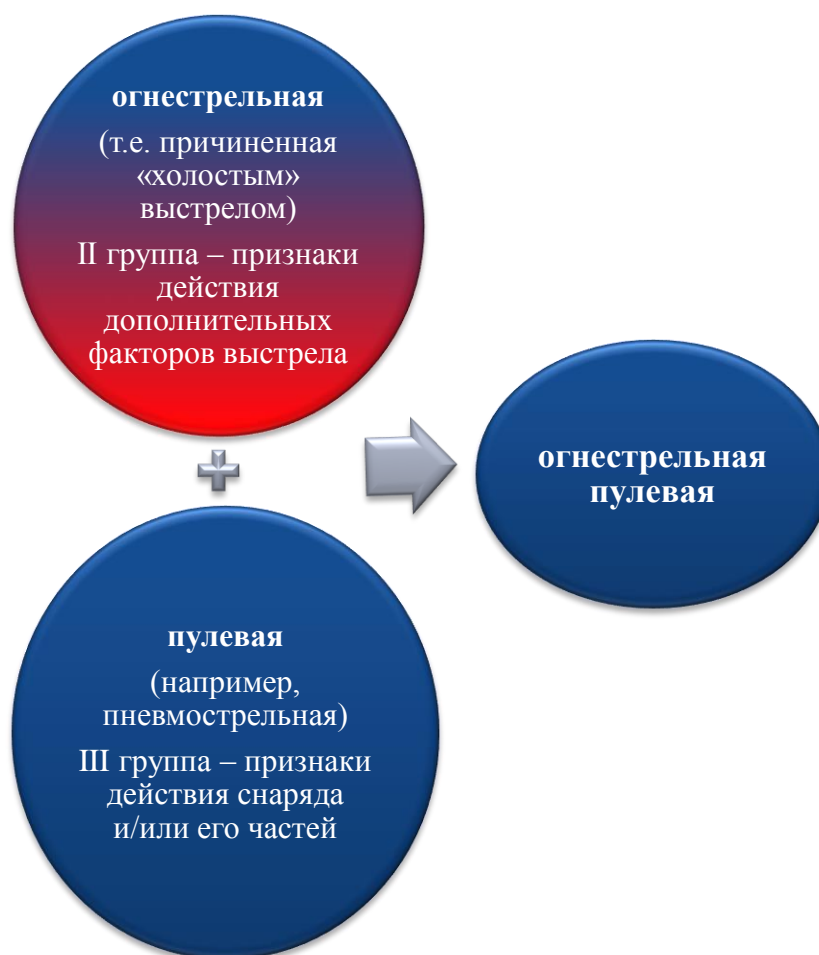 огнестрельная
(т.е. причиненная
«холостым»
выстрелом)
II группа – признаки
действия
дополнительных
факторов выстрела
пулевая
(например,
пневмострельная)
III группа – признаки
действия снаряда
и/или его частей
огнестрельная
пулевая